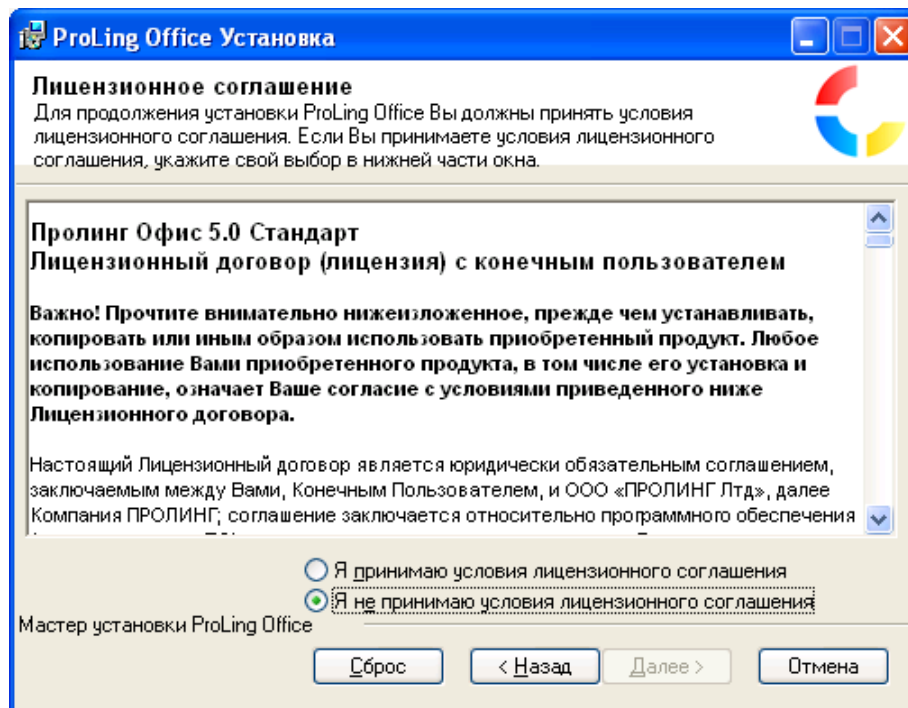 ProLing Office Установка
Лицензионное соглашение
Для продолжения установки ProLing Office Вы должны принять условия
лицензионного соглашения. Если Вы принимаете условия лицензионного
соглашения, укажите свой выбор в нижней части окна.
Пролинг Офис 5.0 Стандарт
Лицензионный договор (лицензия) с конечным пользователем
Важно! Прочтите внимательно нижеизложенное, прежде чем устанавливать,
копировать или иным образом использовать приобретенный продукт. Любое
использование Вами приобретенного продукта, в том числе его установка и
копирование, означает Ваше согласие с условиями приведенного ниже
Лицензионного договора.
Настоящий Лицензионный договор является юридически обязательным соглашением,
заключаемым между Вами, Конечным Пользователем, и ООО «ПРОЛИНГ Лтд», далее
Компания ПРОЛИНГ; соглашение заключается относительно программного обеспечения
Я принимаю условия лицензионного соглашения
Я не принимаю условия лицензионного соглашения
Мастер установки ProLing Office
Сброс
< Назад
Далее >
Отмена